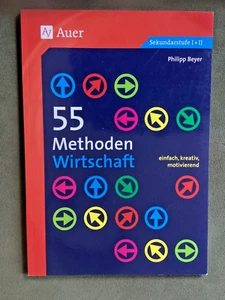 Auer
Sekundarstufe I + II
Philipp Beyer
55
Methoden
Wirtschaft
einfach, kreativ,
motivierend